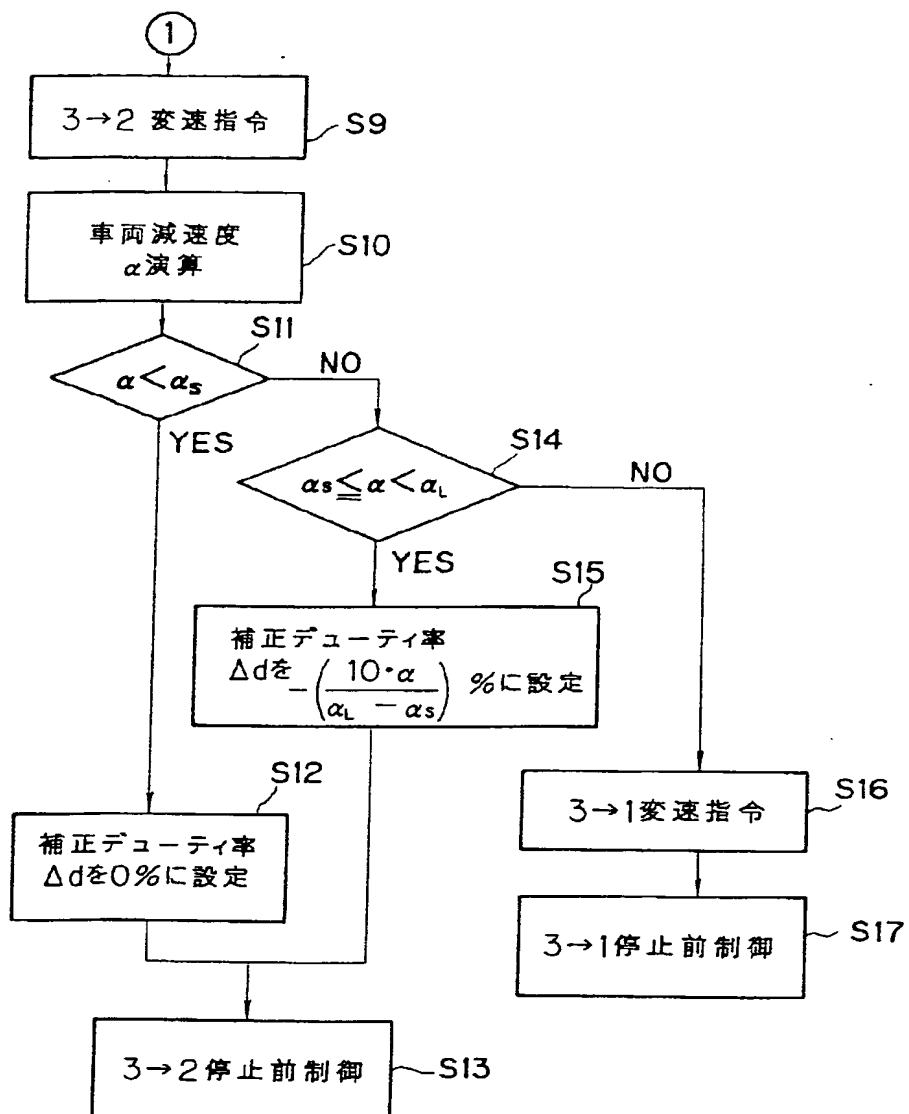 1
3→2 変速指令
S9
車両減速度
α演算
S10
S11
α<αs
NO
YES
S14
αs≦α<αL
NO
YES
S15
補正デューティ率
Δdを -(10・α / αL - αs) %に設定
S12
補正デューティ率
Δdを0%に設定
S16
3→1変速指令
S17
3→1停止前制御
3→2停止前制御
S13